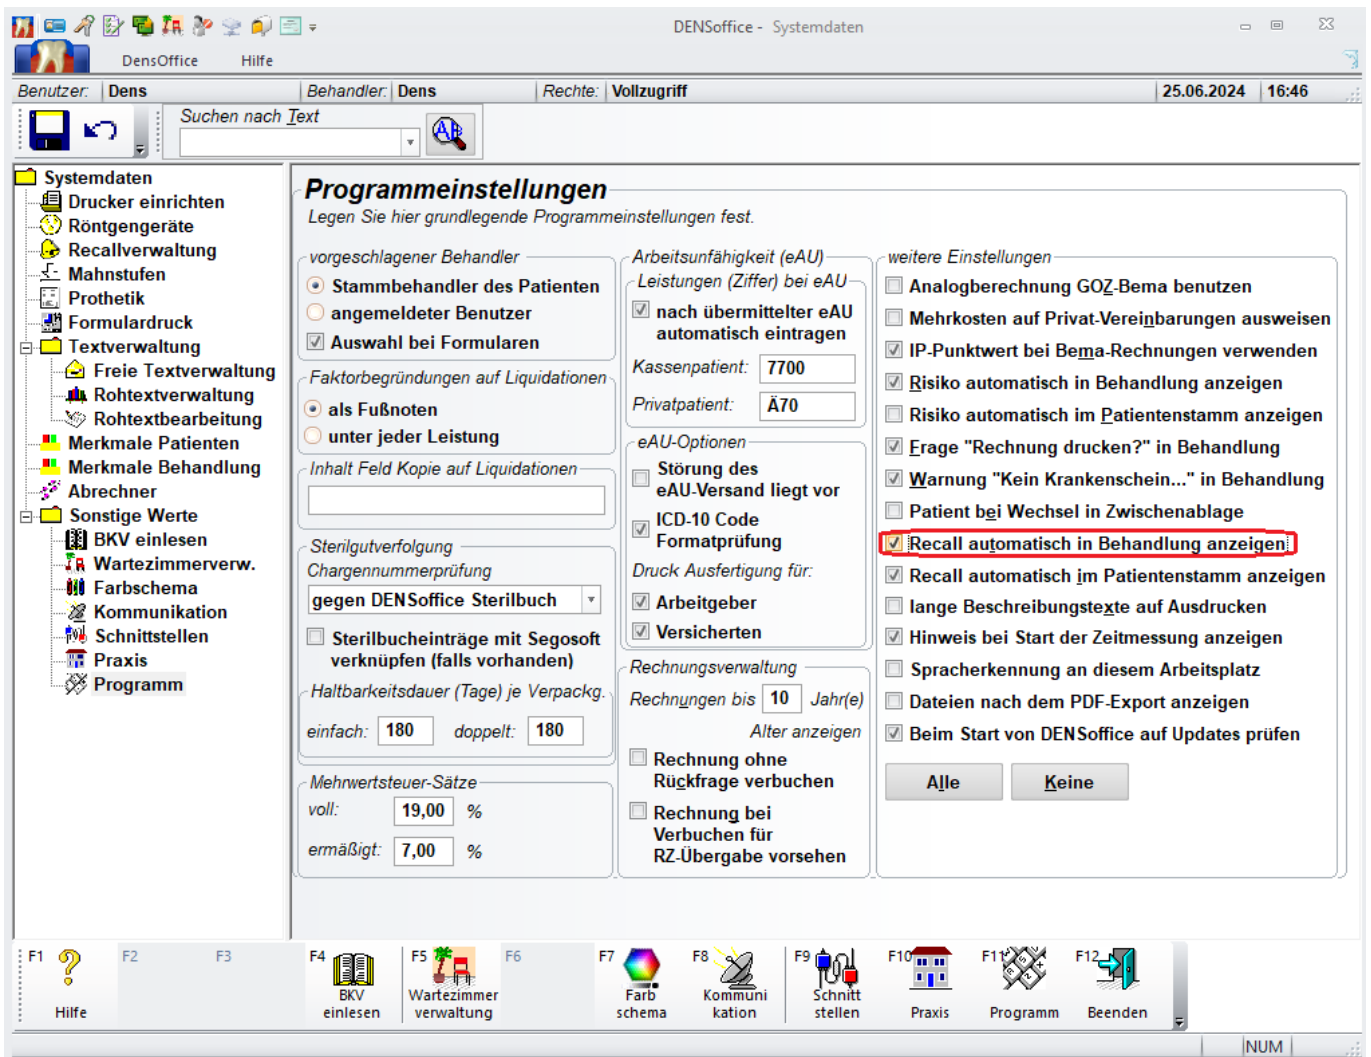 DENSoffice - Systemdaten
DensOffice Hilfe
Benutzer: Dens Behandler: Dens Rechte: Vollzugriff 25.06.2024 16:46
Suchen nach Text
Systemdaten
Drucker einrichten
Röntgengeräte
Recallverwaltung
Mahnstufen
Prothetik
Formulardruck
Textverwaltung
Freie Textverwaltung
Rohtextverwaltung
Rohtextbearbeitung
Merkmale Patienten
Merkmale Behandlung
Abrechner
Sonstige Werte
BKV einlesen
Wartezimmerverw.
Farbschema
Kommunikation
Schnittstellen
Praxis
Programm
Programmeinstellungen
Legen Sie hier grundlegende Programmeinstellungen fest.
vorgeschlagener Behandler
Stammbehandler des Patienten
angemeldeter Benutzer
Auswahl bei Formularen
Faktorbegründungen auf Liquidationen
als Fußnoten
unter jeder Leistung
Inhalt Feld Kopie auf Liquidationen
Sterilgutverfolgung
Chargennummerprüfung
gegen DENSoffice Sterilbuch
Sterilbucheinträge mit Segosoft
verknüpfen (falls vorhanden)
Haltbarkeitsdauer (Tage) je Verpackg.
einfach: 180 doppelt: 180
Mehrwertsteuer-Sätze
voll: 19,00 %
ermäßigt: 7,00 %
Arbeitsunfähigkeit (eAU)
Leistungen (Ziffer) bei eAU
nach übermittelter eAU
automatisch eintragen
Kassenpatient: 7700
Privatpatient: Ä70
eAU-Optionen
Störung des
eAU-Versand liegt vor
ICD-10 Code
Formatprüfung
Druck Ausfertigung für:
Arbeitgeber
Versicherten
Rechnungsverwaltung
Rechnungen bis 10 Jahr(e)
Alter anzeigen
Rechnung ohne
Rückfrage verbuchen
Rechnung bei
Verbuchen für
RZ-Übergabe vorsehen
weitere Einstellungen
Analogberechnung GOZ-Bema benutzen
Mehrkosten auf Privat-Vereinbarungen ausweisen
IP-Punktwert bei Bema-Rechnungen verwenden
Risiko automatisch in Behandlung anzeigen
Risiko automatisch im Patientenstamm anzeigen
Frage "Rechnung drucken?" in Behandlung
Warnung "Kein Krankenschein..." in Behandlung
Patient bei Wechsel in Zwischenablage
Recall automatisch in Behandlung anzeigen
Recall automatisch im Patientenstamm anzeigen
lange Beschreibungstexte auf Ausdrucken
Hinweis bei Start der Zeitmessung anzeigen
Spracherkennung an diesem Arbeitsplatz
Dateien nach dem PDF-Export anzeigen
Beim Start von DENSoffice auf Updates prüfen
Alle Keine
F1 F2 F3 F4 F5 F6 F7 F8 F9 F10 F11 F12
BKV Wartezimmer Farb Kommuni Schnitt
Hilfe einlesen verwaltung schema kation stellen Praxis Programm Beenden
NUM